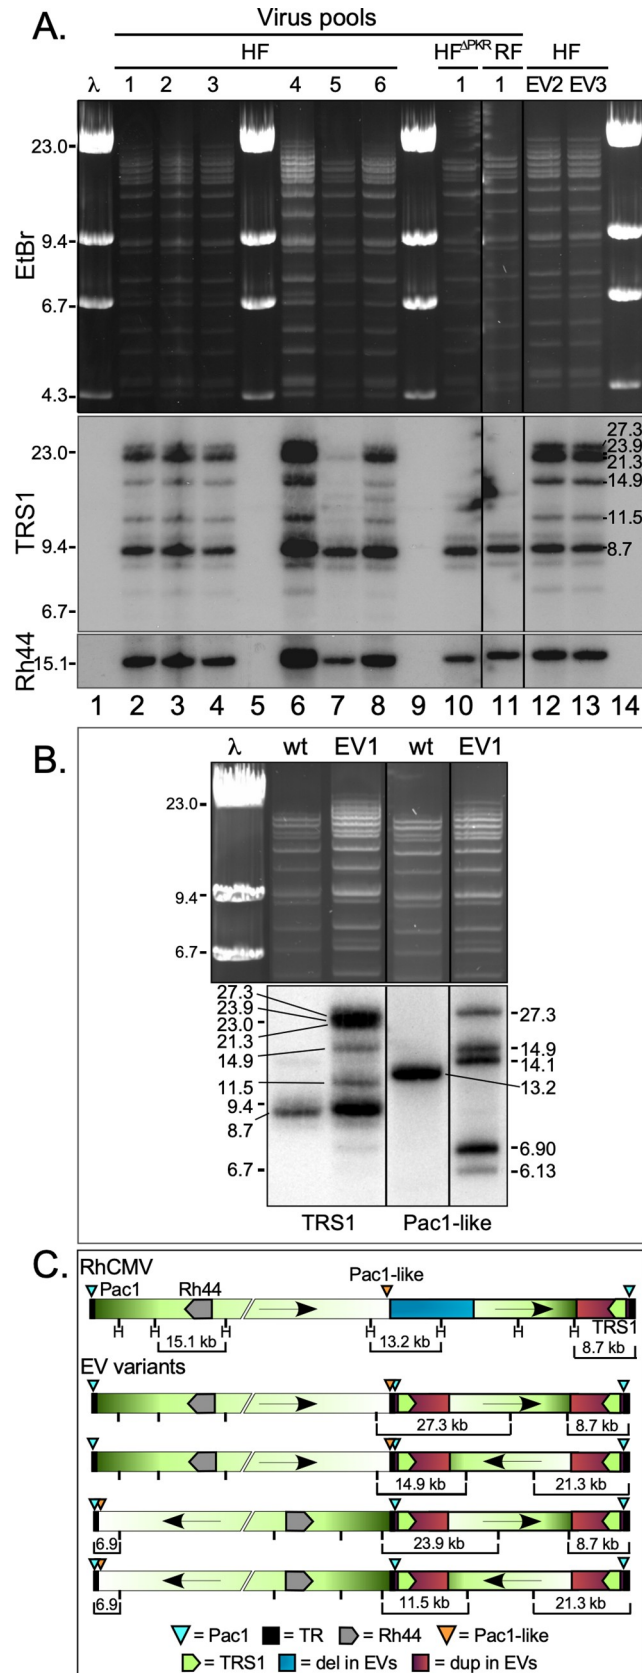 A.
Virus pools
HF HF^ΔPKR RF HF
λ 1 2 3 4 5 6 1 1 EV2 EV3
EtBr
23.0-
9.4-
6.7-
4.3-
TRS1
23.0-
9.4-
6.7-
27.3
23.9
21.3
-14.9
-11.5
-8.7
Rh44
15.1-
1 2 3 4 5 6 7 8 9 10 11 12 13 14
B.
λ wt EV1 wt EV1
23.0-
9.4-
6.7-
27.3
23.9
23.0-
21.3
14.9
11.5
9.4-
8.7
6.7-
-27.3
-14.9
-14.1
13.2
-6.90
-6.13
TRS1 Pac1-like
C.
RhCMV
Pac1 Rh44 Pac1-like
H H H H H H H TRS1
15.1 kb 13.2 kb 8.7 kb
EV variants
27.3 kb 8.7 kb
14.9 kb 21.3 kb
6.9 23.9 kb 8.7 kb
6.9 11.5 kb 21.3 kb
= Pac1 = TR = Rh44 = Pac1-like
= TRS1 = del in EVs = dup in EVs